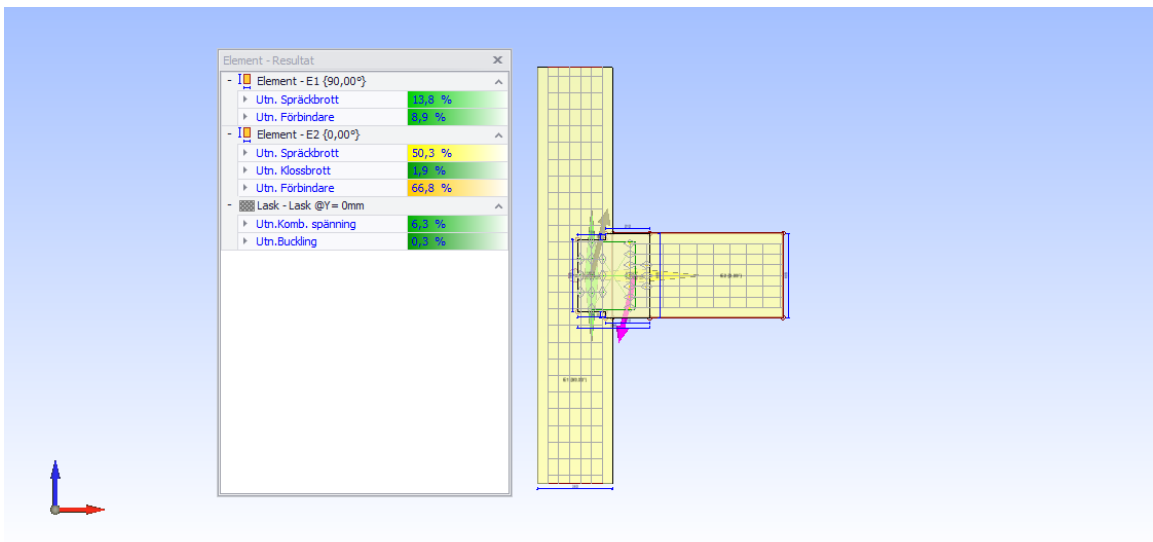 Element - Resultat
- Element - E1 {90,00°}
Utn. Spräckbrott 13,8 %
Utn. Förbindare 8,9 %
- Element - E2 {0,00°}
Utn. Spräckbrott 50,3 %
Utn. Klossbrott 1,9 %
Utn. Förbindare 66,8 %
- Lask - Lask @Y= 0mm
Utn.Komb. spänning 6,3 %
Utn.Buckling 0,3 %